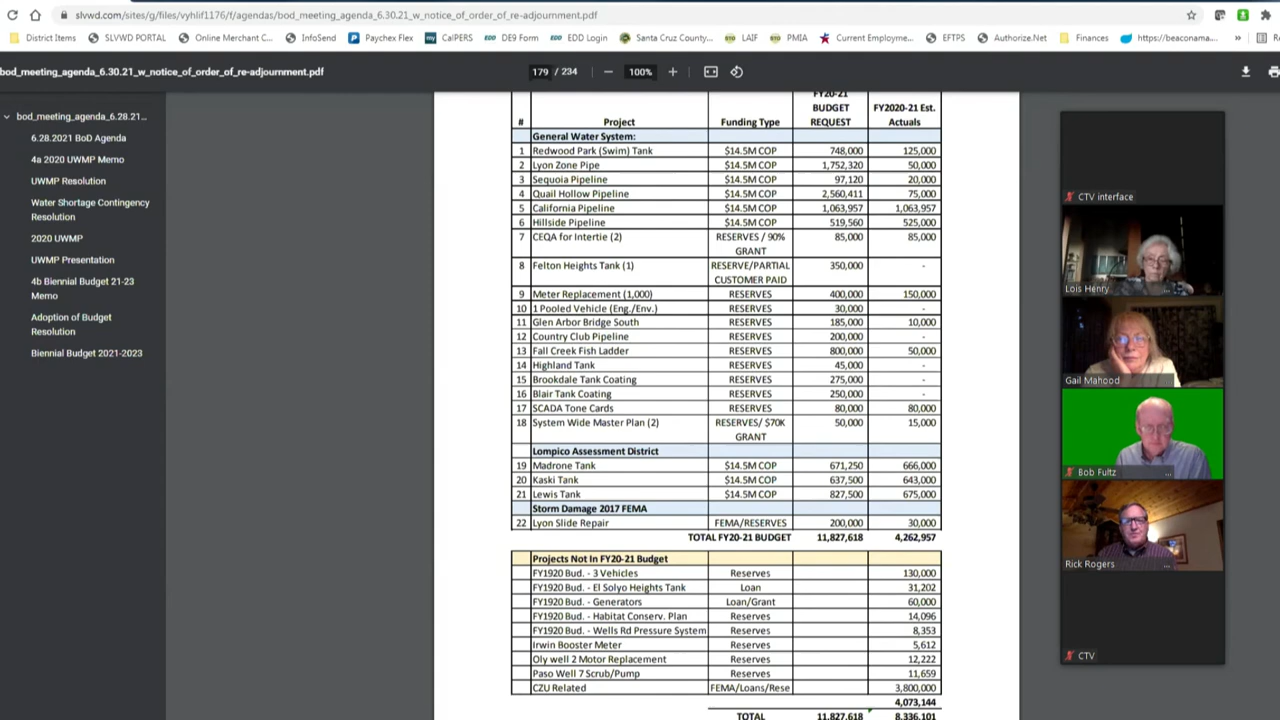 slvwd.com/sites/g/files/vyhlif1176/f/agendas/bod_meeting_agenda_6.30.21_w_notice_of_order_of_re-adjournment.pdf
District Items SLVWD PORTAL Online Merchant C... InfoSend Paychex Flex my CalPERS EDD DE9 Form EDD EDD Login Santa Cruz County... LAIF PMIA Current Employme... EFTPS Authorize.Net Finances https://beaconama... »
bod_meeting_agenda_6.30.21_w_notice_of_order_of_re-adjournment.pdf 179 / 234 100%
bod_meeting_agenda_6.28.21...
6.28.2021 BoD Agenda
4a 2020 UWMP Memo
UWMP Resolution
Water Shortage Contingency
Resolution
2020 UWMP
UWMP Presentation
4b Biennial Budget 21-23
Memo
Adoption of Budget
Resolution
Biennial Budget 2021-2023
FY20-21
BUDGET FY2020-21 Est.
# Project Funding Type REQUEST Actuals
General Water System:
1 Redwood Park (Swim) Tank $14.5M COP 748,000 125,000
2 Lyon Zone Pipe $14.5M COP 1,752,320 50,000
3 Sequoia Pipeline $14.5M COP 97,120 20,000
4 Quail Hollow Pipeline $14.5M COP 2,560,411 75,000
5 California Pipeline $14.5M COP 1,063,957 1,063,957
6 Hillside Pipeline $14.5M COP 519,560 525,000
7 CEQA for Intertie (2) RESERVES / 90% 85,000 85,000
GRANT
8 Felton Heights Tank (1) RESERVE/PARTIAL 350,000 -
CUSTOMER PAID
9 Meter Replacement (1,000) RESERVES 400,000 150,000
10 1 Pooled Vehicle (Eng./Env.) RESERVES 30,000 -
11 Glen Arbor Bridge South RESERVES 185,000 10,000
12 Country Club Pipeline RESERVES 200,000 -
13 Fall Creek Fish Ladder RESERVES 800,000 50,000
14 Highland Tank RESERVES 45,000 -
15 Brookdale Tank Coating RESERVES 275,000 -
16 Blair Tank Coating RESERVES 250,000 -
17 SCADA Tone Cards RESERVES 80,000 80,000
18 System Wide Master Plan (2) RESERVES/ $70K 50,000 15,000
GRANT
Lompico Assessment District
19 Madrone Tank $14.5M COP 671,250 666,000
20 Kaski Tank $14.5M COP 637,500 643,000
21 Lewis Tank $14.5M COP 827,500 675,000
Storm Damage 2017 FEMA
22 Lyon Slide Repair FEMA/RESERVES 200,000 30,000
TOTAL FY20-21 BUDGET 11,827,618 4,262,957
Projects Not In FY20-21 Budget
FY1920 Bud. - 3 Vehicles Reserves 130,000
FY1920 Bud. - El Solyo Heights Tank Loan 31,202
FY1920 Bud. - Generators Loan/Grant 60,000
FY1920 Bud. - Habitat Conserv. Plan Reserves 14,096
FY1920 Bud. - Wells Rd Pressure System Reserves 8,353
Irwin Booster Meter Reserves 5,612
Oly well 2 Motor Replacement Reserves 12,222
Paso Well 7 Scrub/Pump Reserves 11,659
CZU Related FEMA/Loans/Rese 3,800,000
4,073,144
TOTAL 11,827,618 8,336,101
CTV interface
Lois Henry ...
Gail Mahood
Bob Fultz ...
Rick Rogers ...
CTV